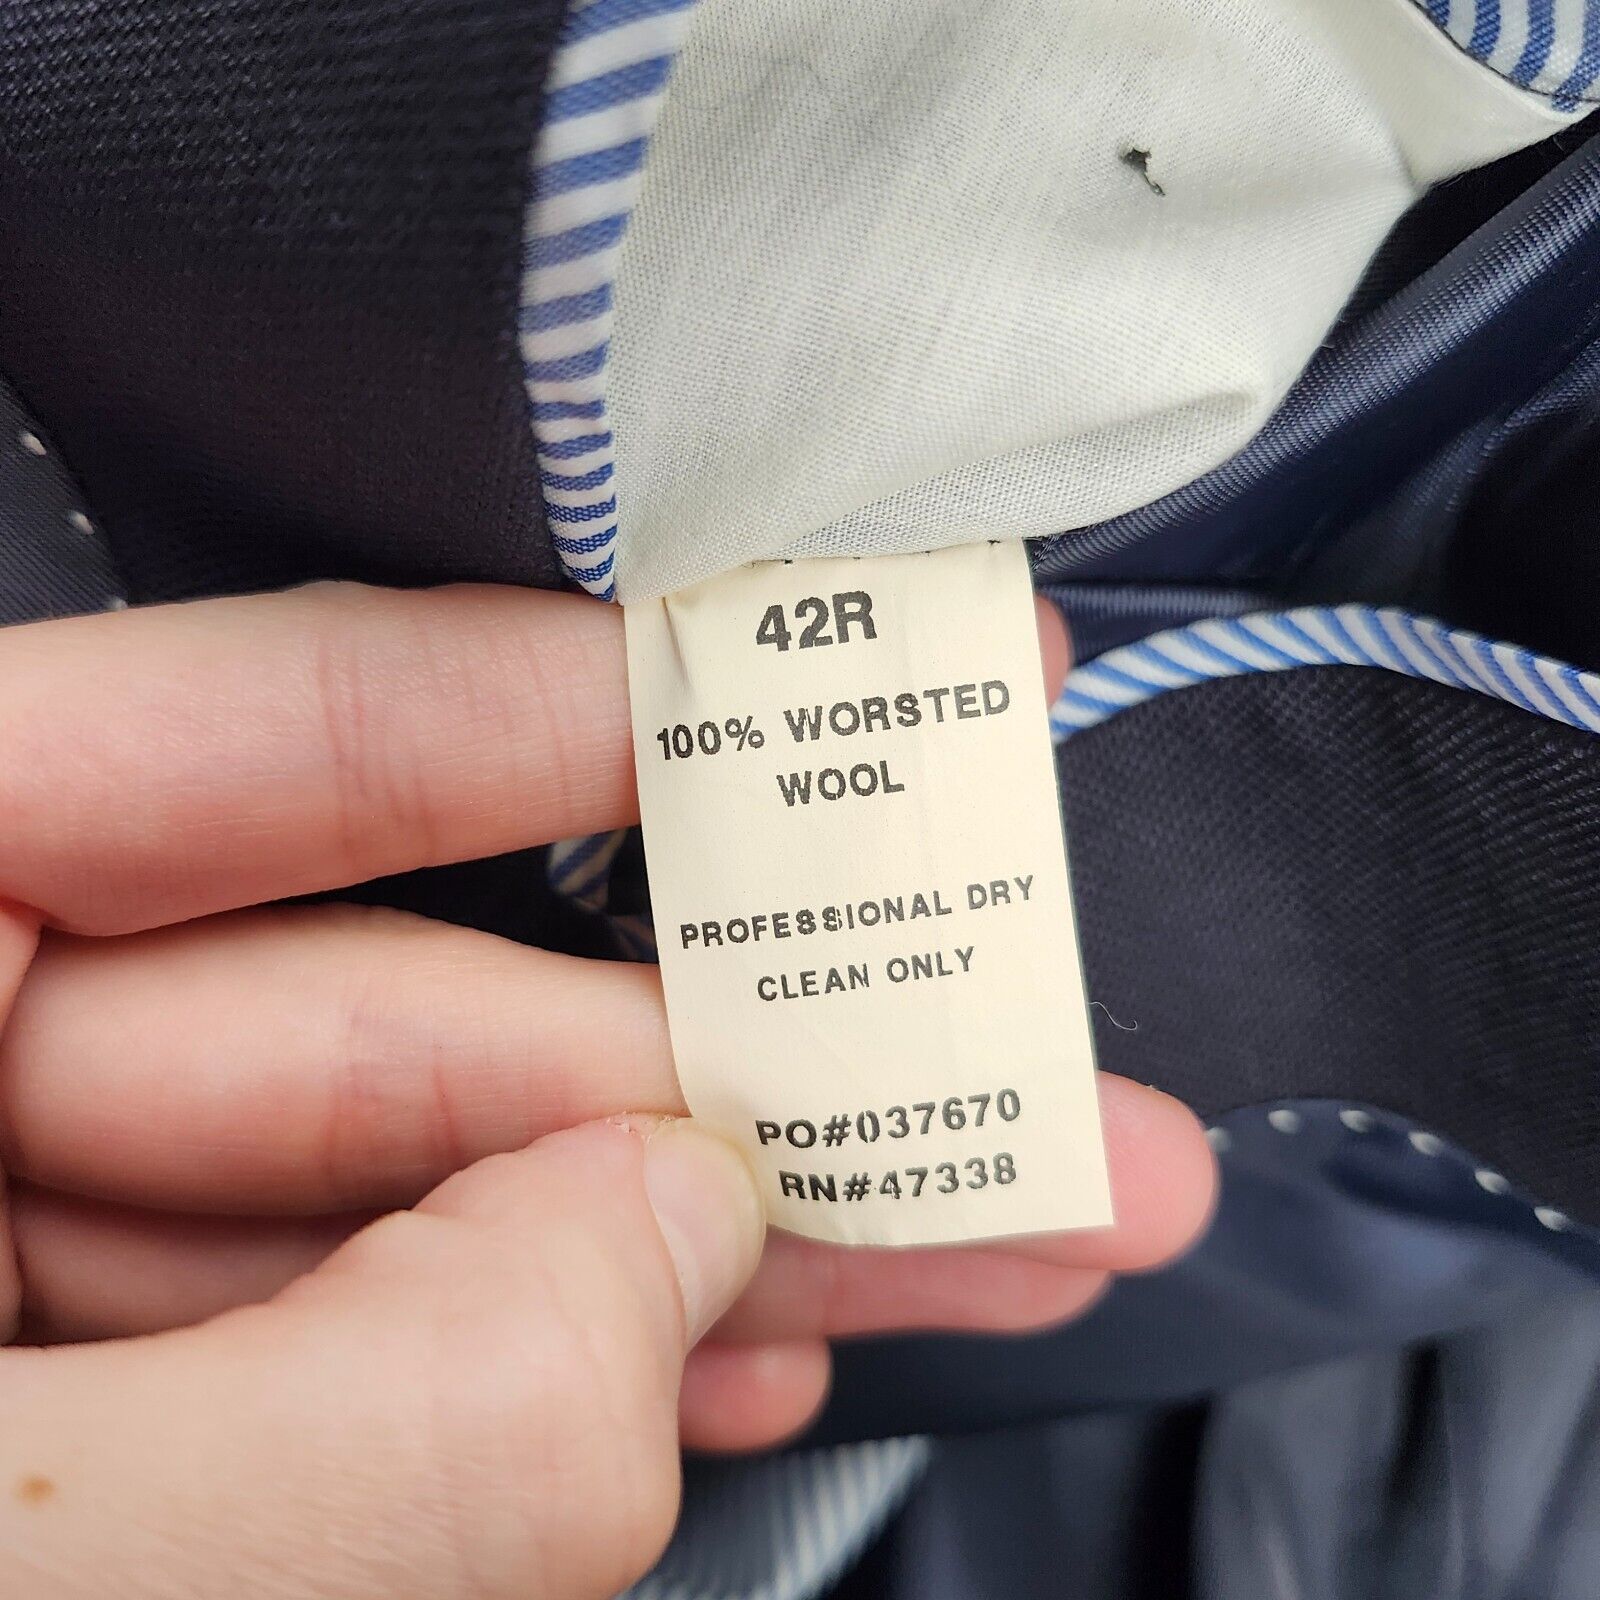 42R
100% WORSTED
WOOL
PROFESSIONAL DRY
CLEAN ONLY
PO#037670
RN#47338